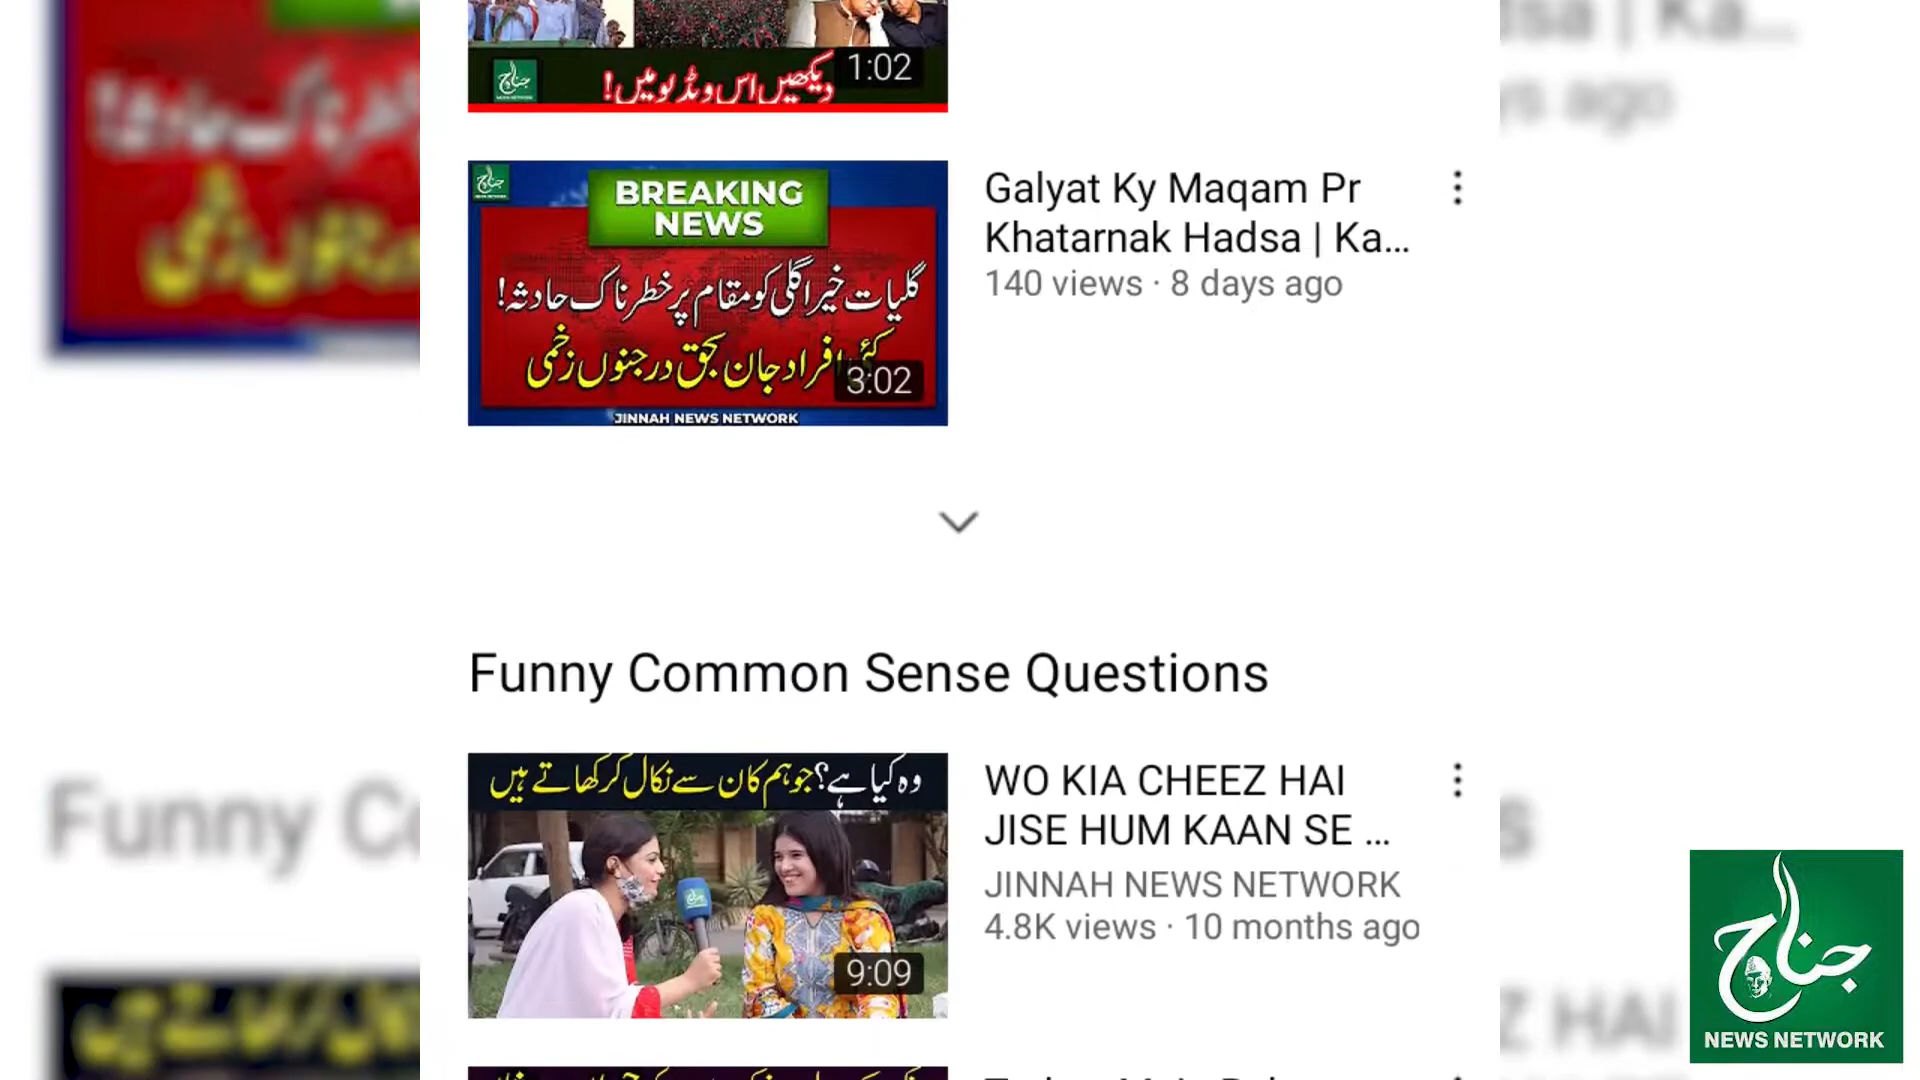 دیکھیں اس ویڈیو میں!
1:02
جناح
BREAKING
NEWS
گلیات خیرا گلی کو مقام پر خطرناک حادثہ!
کئی افراد جان بحق درجنوں زخمی
3:02
JINNAH NEWS NETWORK
Galyat Ky Maqam Pr
Khatarnak Hadsa | Ka...
140 views · 8 days ago
Funny Common Sense Questions
وہ کیا ہے؟ جو ہم کان سے نکال کر کھاتے ہیں
9:09
WO KIA CHEEZ HAI
JISE HUM KAAN SE ...
JINNAH NEWS NETWORK
4.8K views · 10 months ago
جناح
NEWS NETWORK